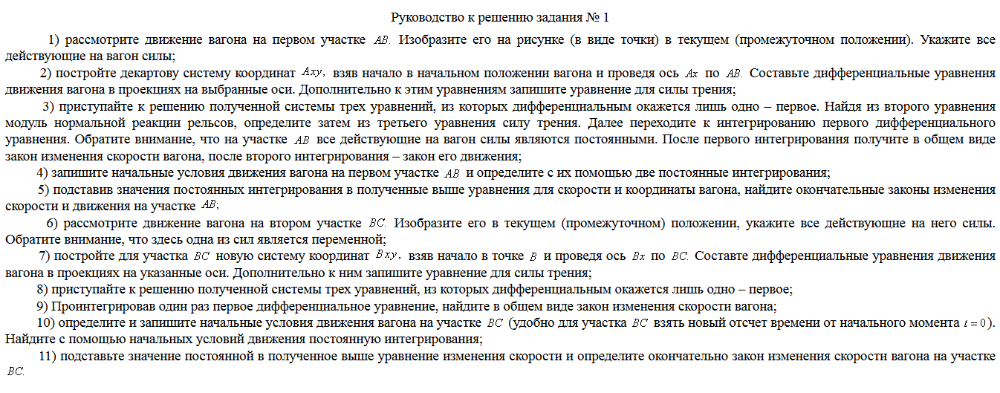 Руководство к решению задания № 1
1) рассмотрите движение вагона на первом участке AB. Изобразите его на рисунке (в виде точки) в текущем (промежуточном положении). Укажите все
действующие на вагон силы;
2) постройте декартову систему координат Axy, взяв начало в начальном положении вагона и проведя ось Ax по AB. Составьте дифференциальные уравнения
движения вагона в проекциях на выбранные оси. Дополнительно к этим уравнениям запишите уравнение для силы трения;
3) приступайте к решению полученной системы трех уравнений, из которых дифференциальным окажется лишь одно – первое. Найдя из второго уравнения
модуль нормальной реакции рельсов, определите затем из третьего уравнения силу трения. Далее переходите к интегрированию первого дифференциального
уравнения. Обратите внимание, что на участке AB все действующие на вагон силы являются постоянными. После первого интегрирования получите в общем виде
закон изменения скорости вагона, после второго интегрирования – закон его движения;
4) запишите начальные условия движения вагона на первом участке AB и определите с их помощью две постоянные интегрирования;
5) подставив значения постоянных интегрирования в полученные выше уравнения для скорости и координаты вагона, найдите окончательные законы изменения
скорости и движения на участке AB;
6) рассмотрите движение вагона на втором участке BC. Изобразите его в текущем (промежуточном) положении, укажите все действующие на него силы.
Обратите внимание, что здесь одна из сил является переменной;
7) постройте для участка BC новую систему координат Bxy, взяв начало в точке B и проведя ось Bx по BC. Составте дифференциальные уравнения движения
вагона в проекциях на указанные оси. Дополнительно к ним запишите уравнение для силы трения;
8) приступайте к решению полученной системы трех уравнений, из которых дифференциальным окажется лишь одно – первое;
9) Проинтегрировав один раз первое дифференциальное уравнение, найдите в общем виде закон изменения скорости вагона;
10) определите и запишите начальные условия движения вагона на участке BC (удобно для участка BC взять новый отсчет времени от начального момента t = 0).
Найдите с помощью начальных условий движения постоянную интегрирования;
11) подставьте значение постоянной в полученное выше уравнение изменения скорости и определите окончательно закон изменения скорости вагона на участке
BC.